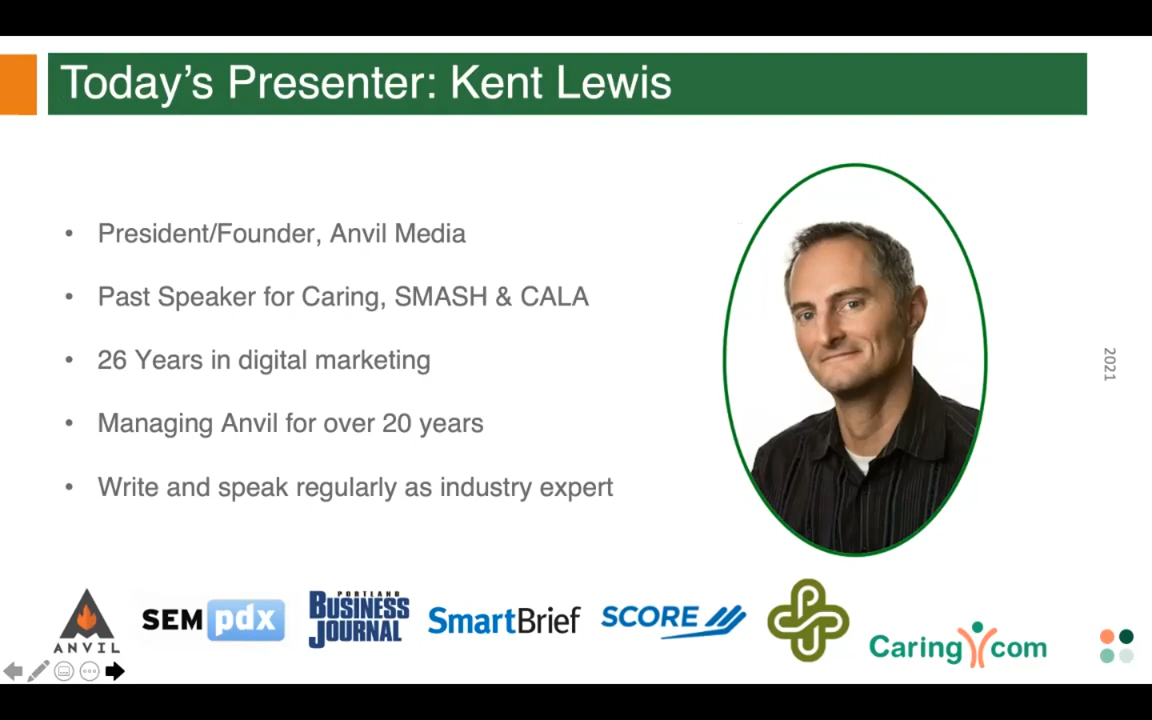 Today's Presenter: Kent Lewis
• President/Founder, Anvil Media
• Past Speaker for Caring, SMASH & CALA
• 26 Years in digital marketing
• Managing Anvil for over 20 years
• Write and speak regularly as industry expert
2021
ANVIL
SEM pdx
PORTLAND
BUSINESS
JOURNAL
SmartBrief
SCORE
PSU
Caring com